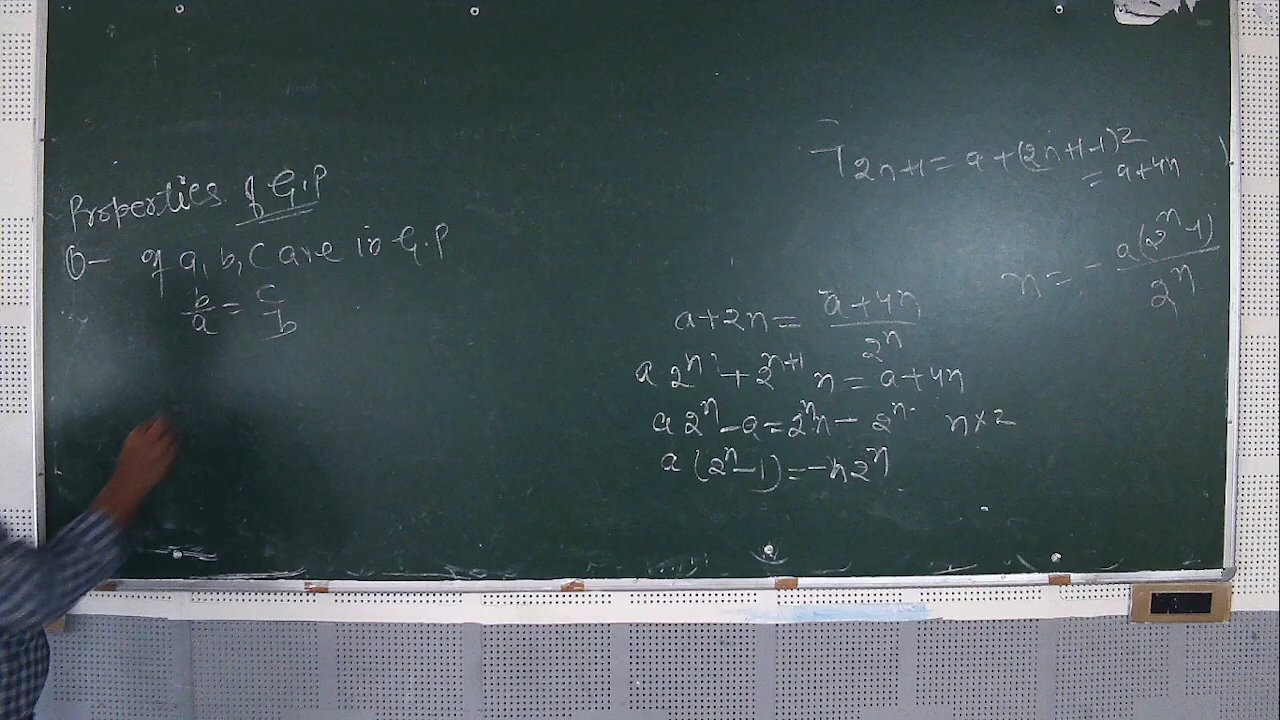 Properties of G.P
①- If a, b, c are in G.P
b/a = c/b
T2n+1 = a+(2n+1-1)2
= a+4n
n = - a(2^n-1) / 2^n
a+2n = a+4n / 2^n
a 2^n + 2^n+1 n = a+4n
a 2^n - a = 2^n n - 2^n n×2
a (2^n-1) = -n2^n